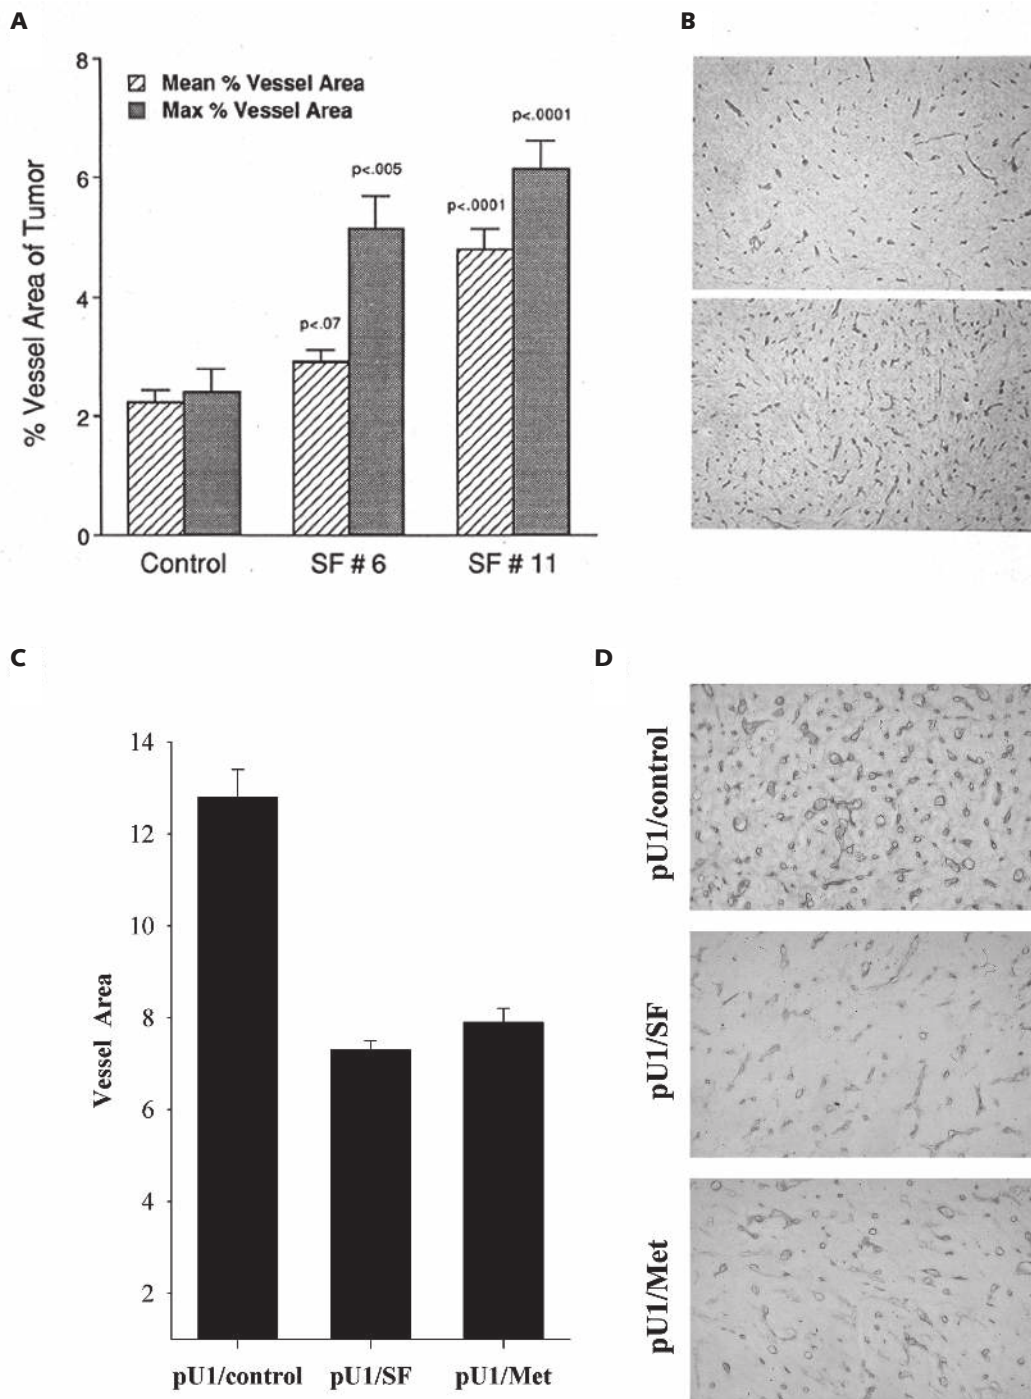 A
B
8
Mean % Vessel Area
Max % Vessel Area
p<.0001
6
p<.005
p<.0001
% Vessel Area of Tumor
4
p<.07
2
0
Control
SF # 6
SF # 11
C
D
14
12
10
8
6
4
2
Vessel Area
pU1/control
pU1/SF
pU1/Met
pU1/control
pU1/SF
pU1/Met